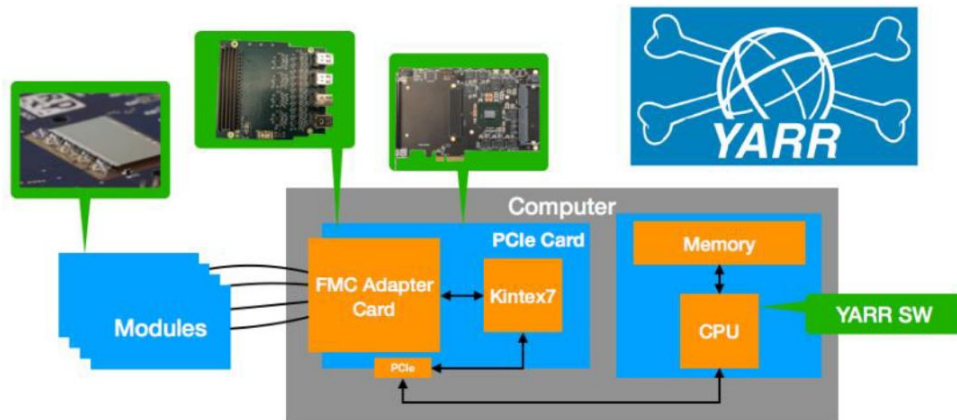 YARR
Computer
PCIe Card
Memory
FMC Adapter
Card
Kintex7
Modules
CPU
YARR SW
PCIe